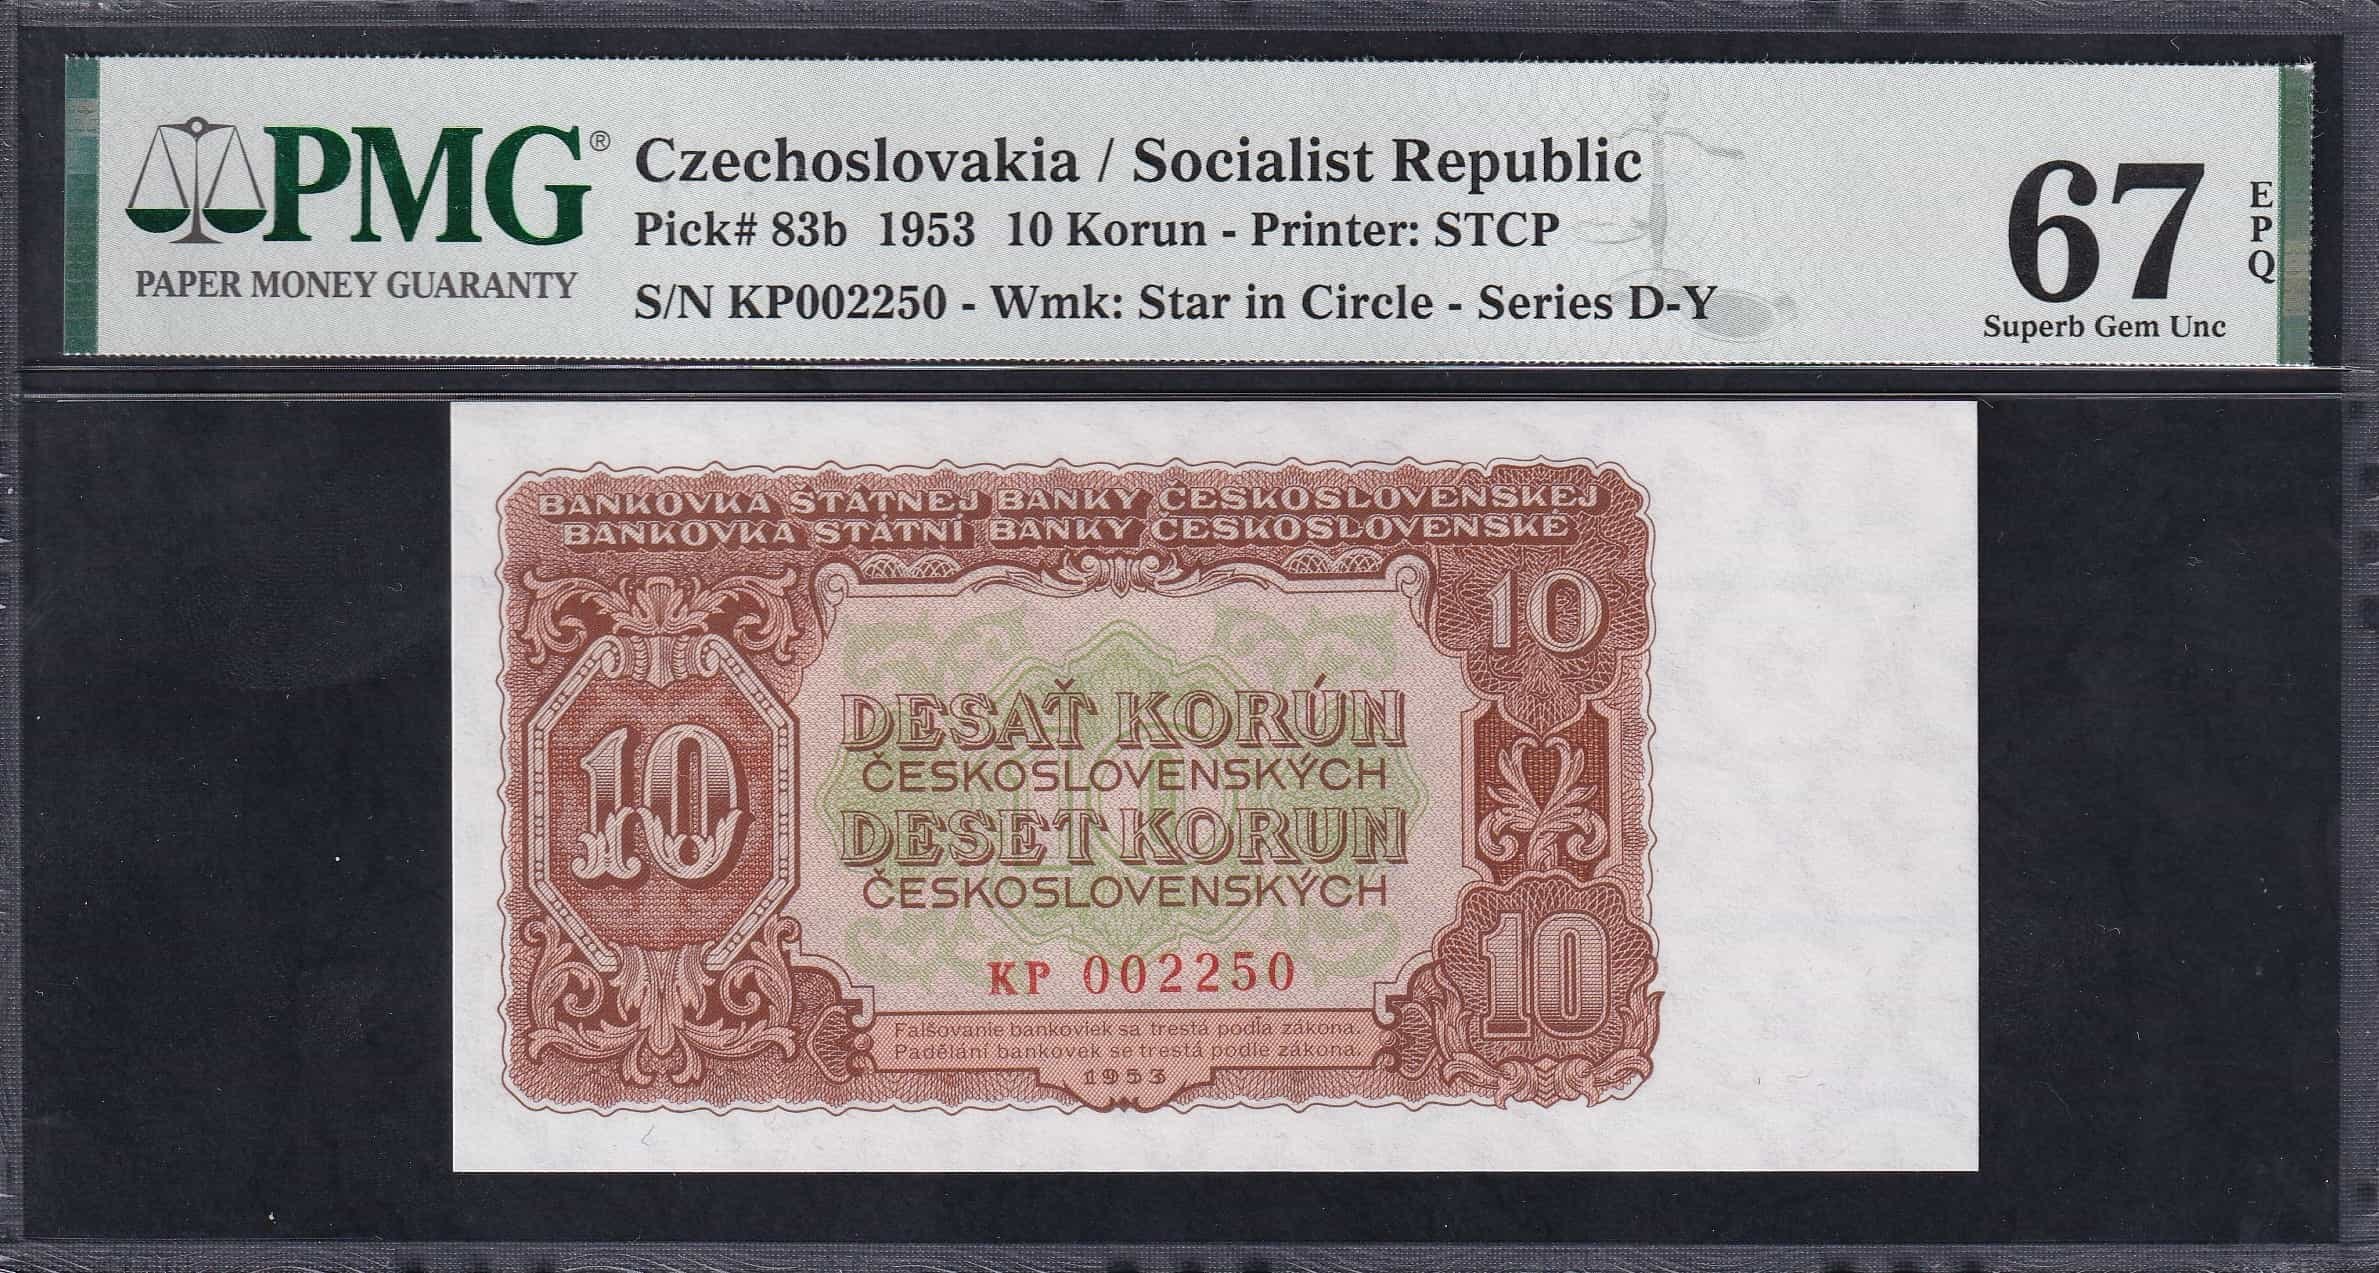 PMG®
PAPER MONEY GUARANTY
Czechoslovakia / Socialist Republic
Pick# 83b 1953 10 Korun - Printer: STCP
S/N KP002250 - Wmk: Star in Circle - Series D-Y
67
EPQ
Superb Gem Unc
BANKOVKA ŠTÁTNEJ BANKY ČESKOSLOVENSKEJ
BANKOVKA STÁTNÍ BANKY ČESKOSLOVENSKÉ
10
10
DESAŤ KORÚN
ČESKOSLOVENSKÝCH
DESET KORUN
ČESKOSLOVENSKÝCH
KP 002250
10
Falšovanie bankoviek sa trestá podľa zákona.
Padělání bankovek se trestá podle zákona.
1953